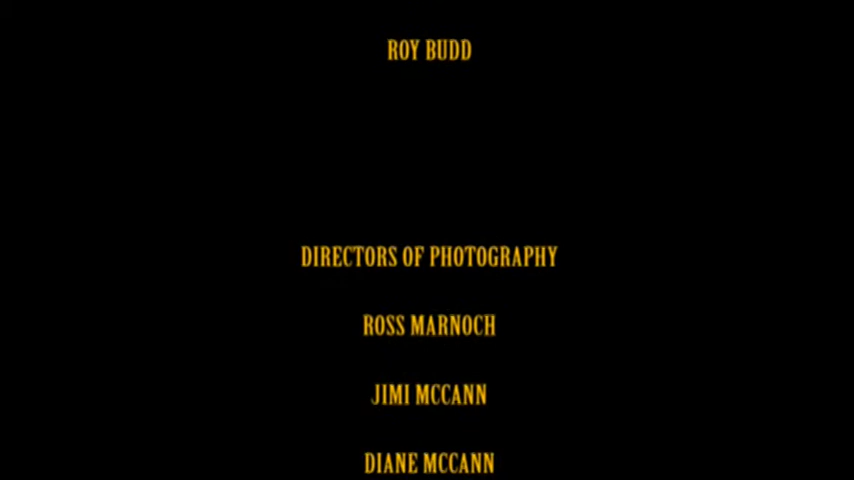 ROY BUDD
DIRECTORS OF PHOTOGRAPHY
ROSS MARNOCH
JIMI MCCANN
DIANE MCCANN